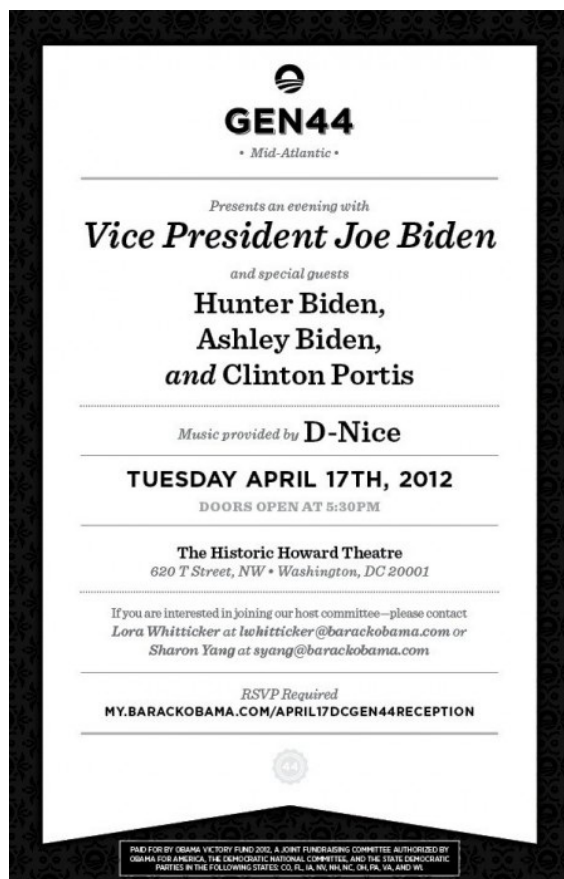 GEN44
• Mid-Atlantic •
Presents an evening with
Vice President Joe Biden
and special guests
Hunter Biden,
Ashley Biden,
and Clinton Portis
Music provided by D-Nice
TUESDAY APRIL 17TH, 2012
DOORS OPEN AT 5:30PM
The Historic Howard Theatre
620 T Street, NW • Washington, DC 20001
If you are interested in joining our host committee—please contact
Lora Whitticker at lwhitticker@barackobama.com or
Sharon Yang at syang@barackobama.com
RSVP Required
MY.BARACKOBAMA.COM/APRIL17DCGEN44RECEPTION
44
PAID FOR BY OBAMA VICTORY FUND 2012, A JOINT FUNDRAISING COMMITTEE AUTHORIZED BY
OBAMA FOR AMERICA, THE DEMOCRATIC NATIONAL COMMITTEE, AND THE STATE DEMOCRATIC
PARTIES IN THE FOLLOWING STATES: CO, FL, IA, NV, NH, NC, OH, PA, VA, AND WI.